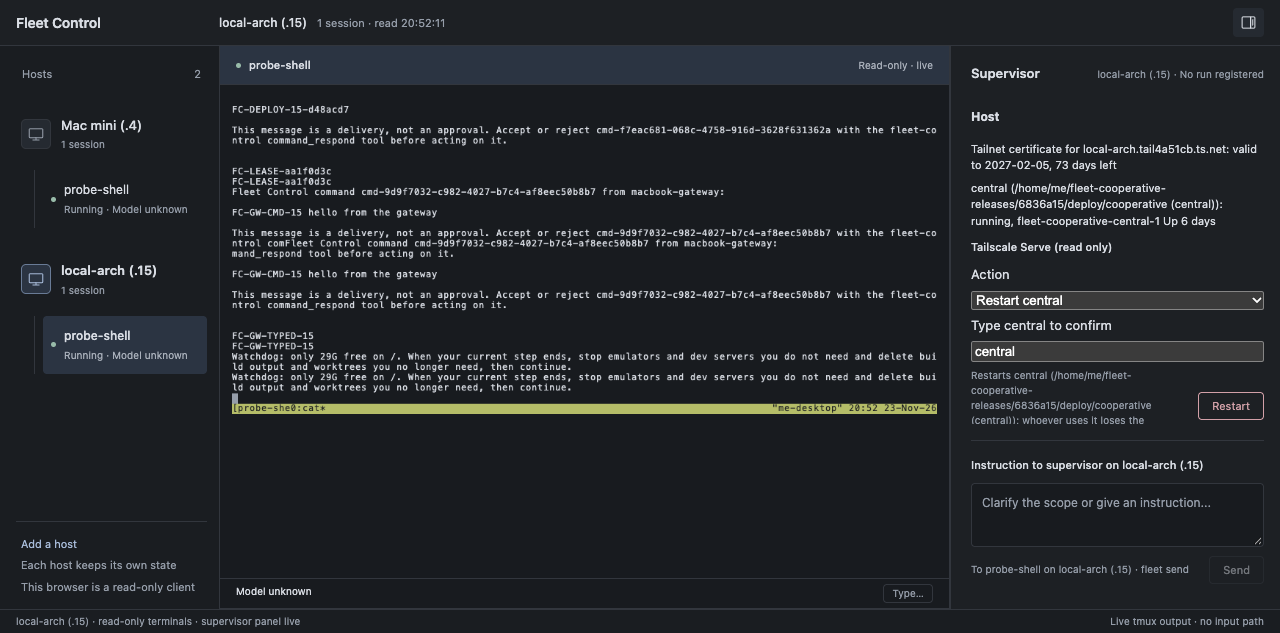 Fleet Control
local-arch (.15) 1 session · read 20:52:11
Hosts 2
Mac mini (.4)
1 session
probe-shell
Running · Model unknown
local-arch (.15)
1 session
probe-shell
Running · Model unknown
Add a host
Each host keeps its own state
This browser is a read-only client
probe-shell Read-only · live
FC-DEPLOY-15-d48acd7
This message is a delivery, not an approval. Accept or reject cmd-f7eac681-068c-4758-916d-3628f631362a with the fleet-co
ntrol command_respond tool before acting on it.
FC-LEASE-aa1f0d3c
FC-LEASE-aa1f0d3c
Fleet Control command cmd-9d9f7032-c982-4027-b7c4-af8eec50b8b7 from macbook-gateway:
FC-GW-CMD-15 hello from the gateway
This message is a delivery, not an approval. Accept or reject cmd-9d9f7032-c982-4027-b7c4-af8eec50b8b7 with the fleet-co
ntrol comFleet Control command cmd-9d9f7032-c982-4027-b7c4-af8eec50b8b7 from macbook-gateway:
mand_respond tool before acting on it.
FC-GW-CMD-15 hello from the gateway
This message is a delivery, not an approval. Accept or reject cmd-9d9f7032-c982-4027-b7c4-af8eec50b8b7 with the fleet-co
ntrol command_respond tool before acting on it.
FC-GW-TYPED-15
FC-GW-TYPED-15
Watchdog: only 29G free on /. When your current step ends, stop emulators and dev servers you do not need and delete bui
ld output and worktrees you no longer need, then continue.
Watchdog: only 29G free on /. When your current step ends, stop emulators and dev servers you do not need and delete bui
ld output and worktrees you no longer need, then continue.
[probe-she0:cat* "me-desktop" 20:52 23-Nov-26
Model unknown Type...
Supervisor local-arch (.15) · No run registered
Host
Tailnet certificate for local-arch.tail4a51cb.ts.net: valid
to 2027-02-05, 73 days left
central (/home/me/fleet-cooperative-
releases/6836a15/deploy/cooperative (central)):
running, fleet-cooperative-central-1 Up 6 days
Tailscale Serve (read only)
Action
Restart central
Type central to confirm
central
Restarts central (/home/me/fleet-
cooperative-
releases/6836a15/deploy/cooperative
(central)): whoever uses it loses the
Restart
Instruction to supervisor on local-arch (.15)
Clarify the scope or give an instruction...
To probe-shell on local-arch (.15) · fleet send Send
local-arch (.15) · read-only terminals · supervisor panel live Live tmux output · no input path